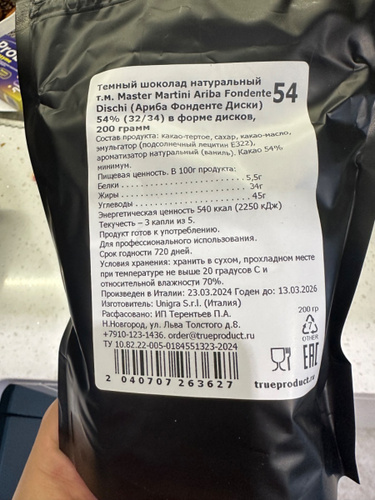 темный шоколад натуральный
т.м. Master Martini Ariba Fondente 54
Dischi (Ариба Фонденте Диски)
54% (32/34) в форме дисков,
200 грамм
Состав продукта: какао-тертое, сахар, какао-масло,
эмульгатор (подсолнечный лецитин Е322),
ароматизатор натуральный (ваниль). Какао 54%
минимум.
Пищевая ценность. В 100г продукта:
Белки ........................ 5,5г
Жиры ........................ 34г
Углеводы ........................ 45г
Энергетическая ценность 540 ккал (2250 кДж)
Текучесть – 3 капли из 5.
Продукт готов к употреблению.
Для профессионального использования.
Срок годности 720 дней.
Условия хранения: хранить в сухом, прохладном месте
при температуре не выше 20 градусов С и
относительной влажности 70%.
Произведен в Италии: 23.03.2024 Годен до: 13.03.2026
Изготовитель: Unigra S.r.l. (Италия)
Расфасовано: ИП Терентьев П.А.
Н.Новгород, ул. Льва Толстого д.8.
+7910-123-1436. order@trueproduct.ru
ТУ 10.82.22-005-0184551323-2024
200 гр
OTHER
EAC
2 040707 263627
trueproduct.ru